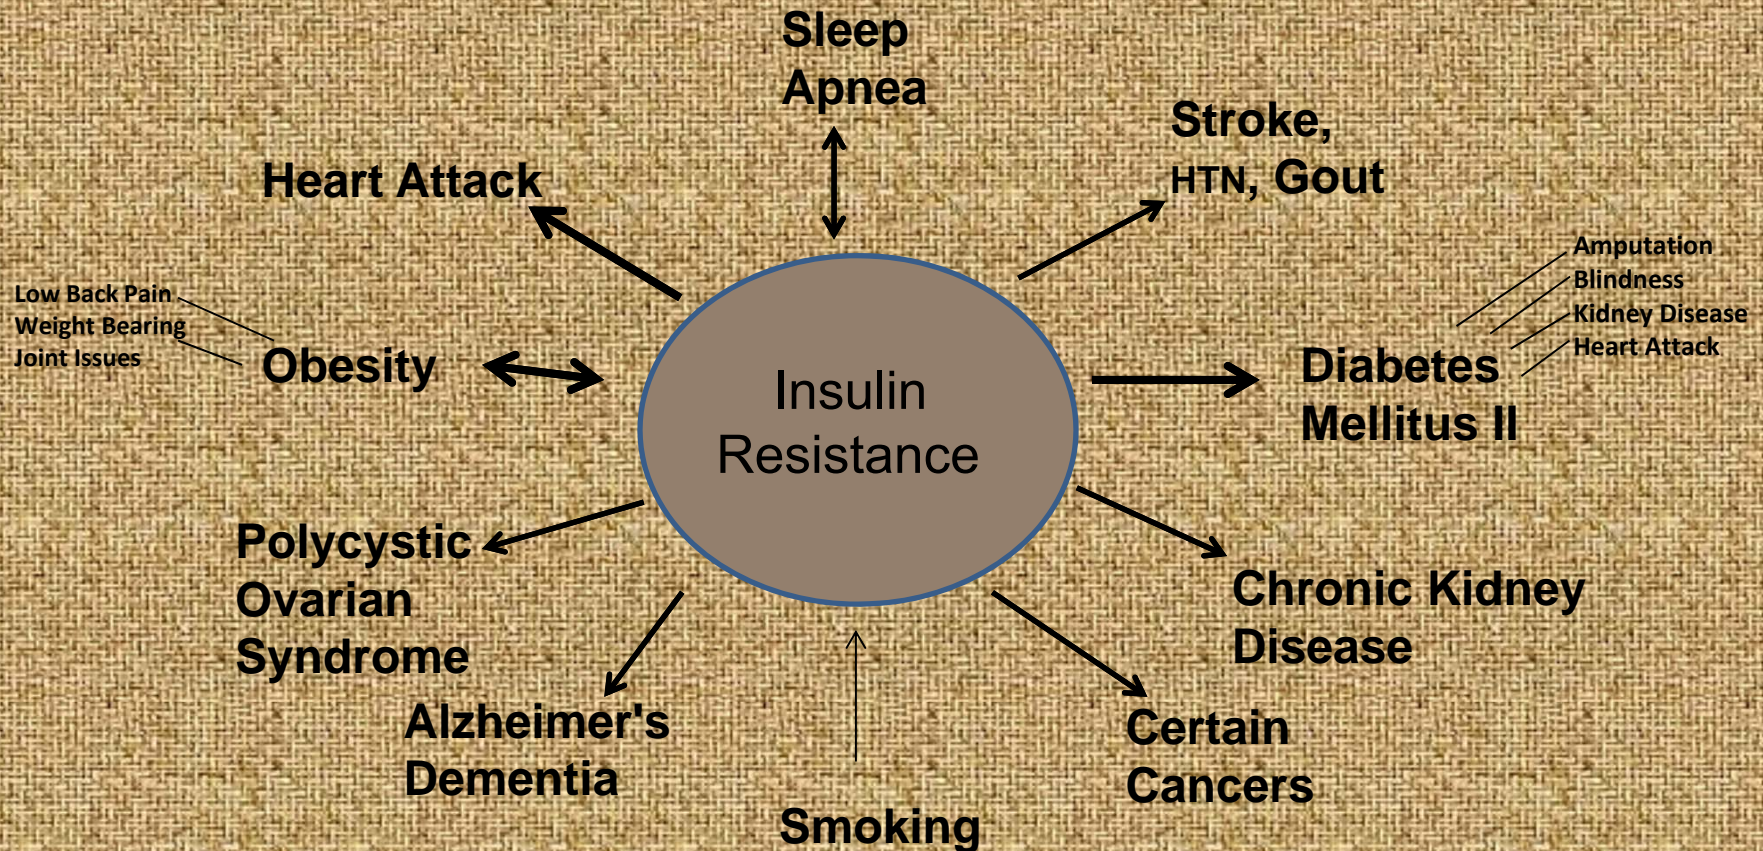 Sleep
Apnea
Stroke,
HTN, Gout
Heart Attack
Amputation
Blindness
Kidney Disease
Heart Attack
Low Back Pain
Weight Bearing
Joint Issues
Obesity
Insulin
Resistance
Diabetes
Mellitus II
Polycystic
Ovarian
Syndrome
Chronic Kidney
Disease
Alzheimer's
Dementia
Certain
Cancers
Smoking